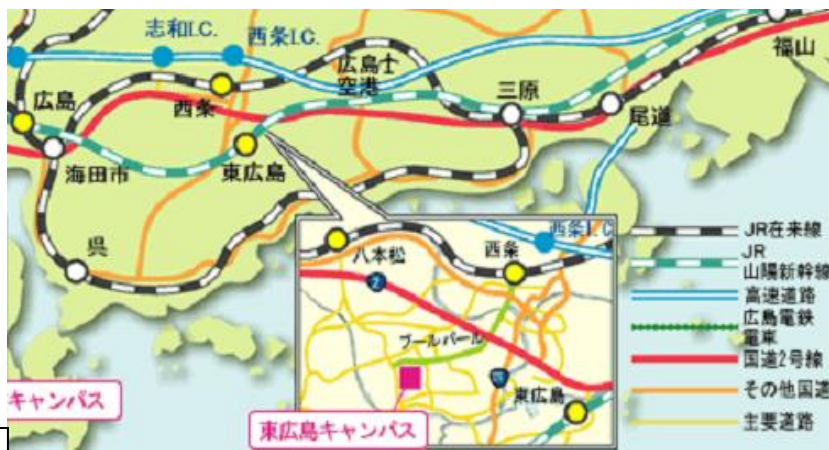 志和I.C.
西条I.C.
広島
空港
福山
広島
西条
三原
尾道
海田市
東広島
呉
西条I.C
八本松
西条
2
ブールバール
東広島
東広島キャンパス
キャンパス
JR在来線
JR
山陽新幹線
高速道路
広島電鉄
電車
国道2号線
その他国道
主要道路